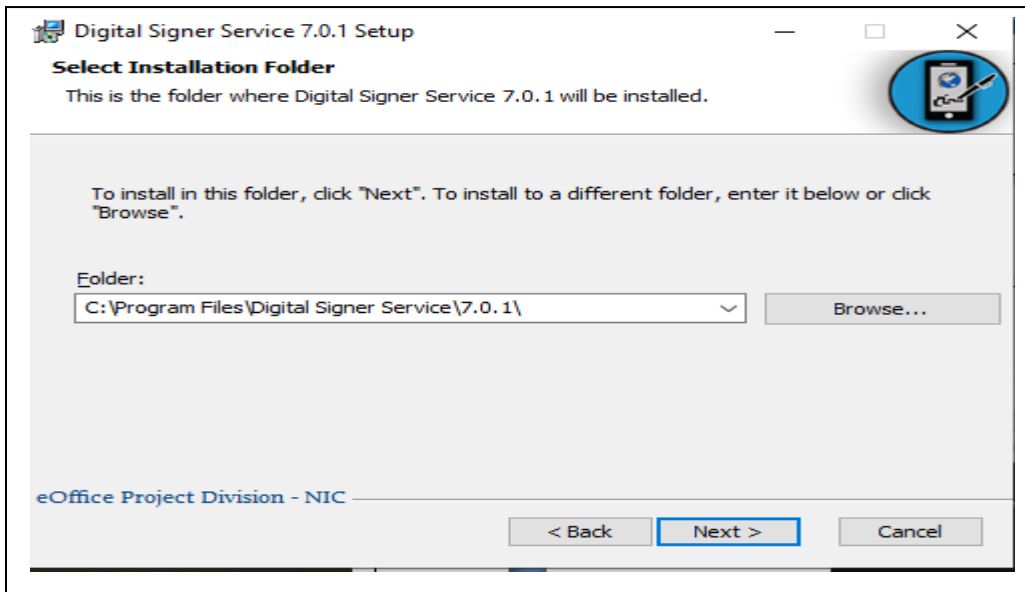 Digital Signer Service 7.0.1 Setup
Select Installation Folder
This is the folder where Digital Signer Service 7.0.1 will be installed.
To install in this folder, click "Next". To install to a different folder, enter it below or click
"Browse".
Folder:
C:\Program Files\Digital Signer Service\7.0.1\
Browse...
eOffice Project Division - NIC
< Back Next > Cancel